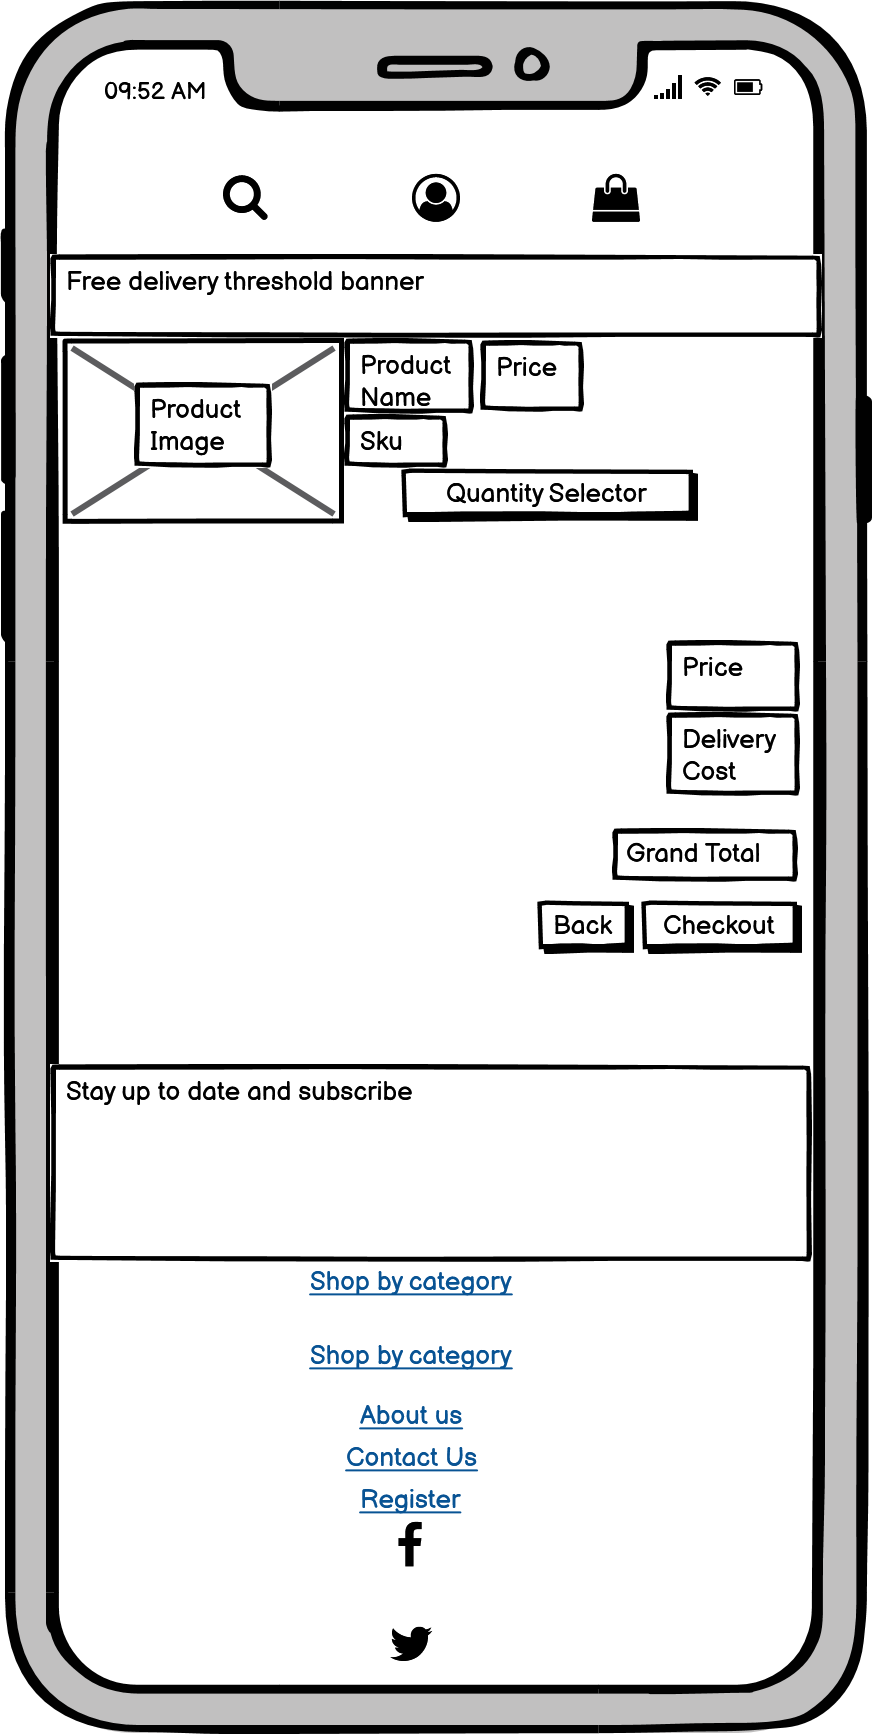 09:52 AM
Free delivery threshold banner
Product
Name
Price
Product
Image
Sku
Quantity Selector
Price
Delivery
Cost
Grand Total
Back
Checkout
Stay up to date and subscribe
Shop by category
Shop by category
About us
Contact Us
Register